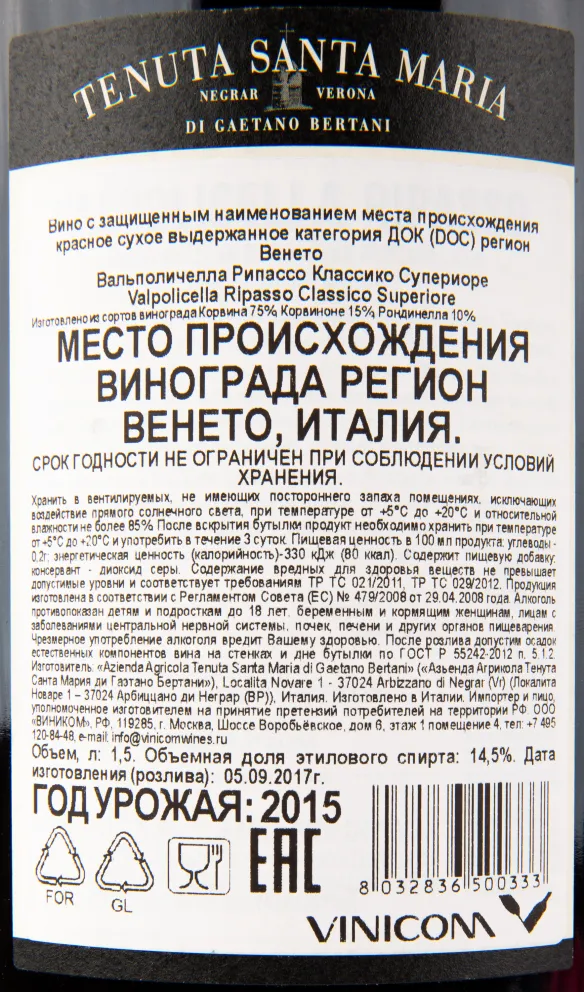 TENUTA SANTA MARIA
NEGRAR VERONA
DI GAETANO BERTANI
Вино с защищенным наименованием места происхождения
красное сухое выдержанное категория ДОК (DOC) регион
Венето
Вальполичелла Рипассо Классико Супериоре
Valpolicella Ripasso Classico Superiore
Изготовлено из сортов винограда Корвина 75%, Корвиноне 15%, Рондинелла 10%
МЕСТО ПРОИСХОЖДЕНИЯ
ВИНОГРАДА РЕГИОН
ВЕНЕТО, ИТАЛИЯ.
СРОК ГОДНОСТИ НЕ ОГРАНИЧЕН ПРИ СОБЛЮДЕНИИ УСЛОВИЙ
ХРАНЕНИЯ.
Хранить в вентилируемых, не имеющих постороннего запаха помещениях, исключающих
воздействие прямого солнечного света, при температуре от +5°С до +20°С и относительной
влажности не более 85%. После вскрытия бутылки продукт необходимо хранить при температуре
от +5°С до +20°С и употребить в течение 3 суток. Пищевая ценность в 100 мл продукта: углеводы -
0,2г; энергетическая ценность (калорийность)-330 кДж (80 ккал). Содержит пищевую добавку:
консервант - диоксид серы. Содержание вредных для здоровья веществ не превышает
допустимые уровни и соответствует требованиям ТР ТС 021/2011, ТР ТС 029/2012. Продукция
изготовлена в соответствии с Регламентом Совета (ЕС) № 479/2008 от 29.04.2008 года. Алкоголь
противопоказан детям и подросткам до 18 лет, беременным и кормящим женщинам, лицам с
заболеваниями центральной нервной системы, почек, печени и других органов пищеварения.
Чрезмерное употребление алкоголя вредит Вашему здоровью. После розлива допустим осадок
естественных компонентов вина на стенках и дне бутылки по ГОСТ Р 55242-2012 п. 5.1.2.
Изготовитель: «Azienda Agricola Tenuta Santa Maria di Gaetano Bertani» («Азьенда Агрикола Тенута
Санта Мария ди Гаэтано Бертани»), Localita Novare 1 - 37024 Arbizzano di Negrar (Vr) (Локалита
Новаре 1 – 37024 Арбиццано ди Неграр (ВР)), Италия. Изготовлено в Италии. Импортер и лицо,
уполномоченное изготовителем на принятие претензий потребителей на территории РФ: ООО
«ВИНИКОМ», РФ, 119285, г. Москва, Шоссе Воробьёвское, дом 6, этаж 1 помещение 4, тел: +7 495
120-84-48, e-mail: info@vinicomwines.ru
Объем, л: 1,5. Объемная доля этилового спирта: 14,5%. Дата
изготовления (розлива): 05.09.2017г.
ГОД УРОЖАЯ: 2015
EAC
8 032836 500333
FOR
GL
VINICOM